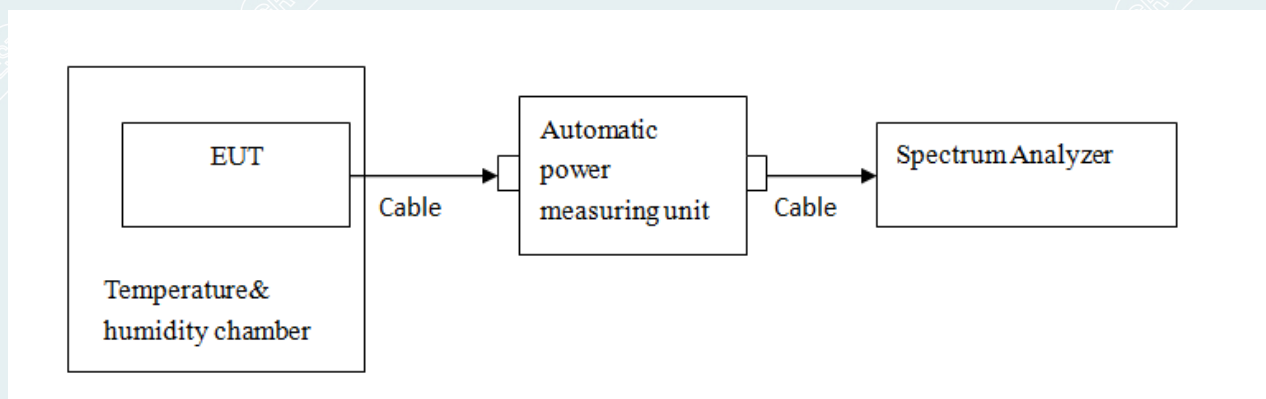 EUT
Cable
Temperature&
humidity chamber
Automatic
power
measuring unit
Cable
Spectrum Analyzer